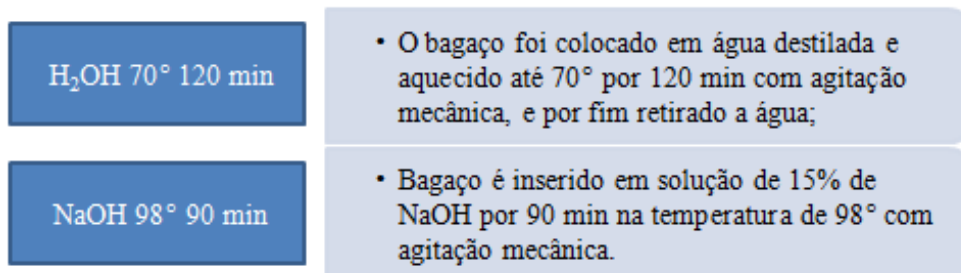 H₂OH 70° 120 min
• O bagaço foi colocado em água destilada e
aquecido até 70° por 120 min com agitação
mecânica, e por fim retirado a água;
NaOH 98° 90 min
• Bagaço é inserido em solução de 15% de
NaOH por 90 min na temperatura de 98° com
agitação mecânica.